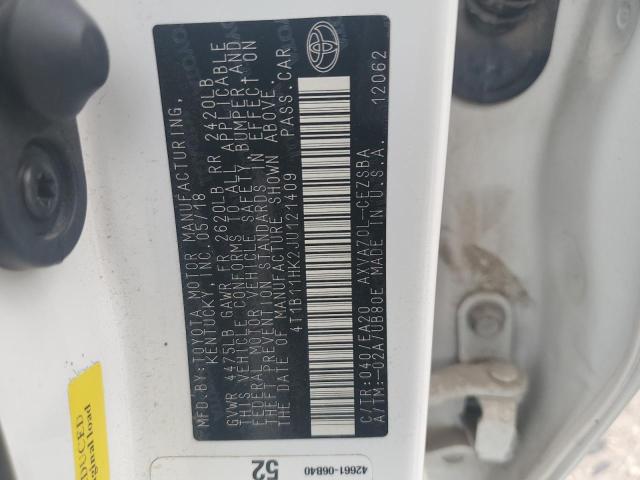 MFD.BY:TOYOTA MOTOR MANUFACTURING,
KENTUCKY, INC. 05/18
GVWR 4475LB GAWR FR 2620LB RR 2420LB
THIS VEHICLE CONFORMS TO ALL APPLICABLE
FEDERAL MOTOR VEHICLE SAFETY, BUMPER, AND
THEFT PREVENTION STANDARDS IN EFFECT ON
THE DATE OF MANUFACTURE SHOWN ABOVE.
4T1B11HK2JU121409 PASS.CAR
C/TR:040/EA20 AXVA70L-CEZSBA
A/TM:-02A/UB80E MADE IN U.S.A. 12062
42661-06B40
52